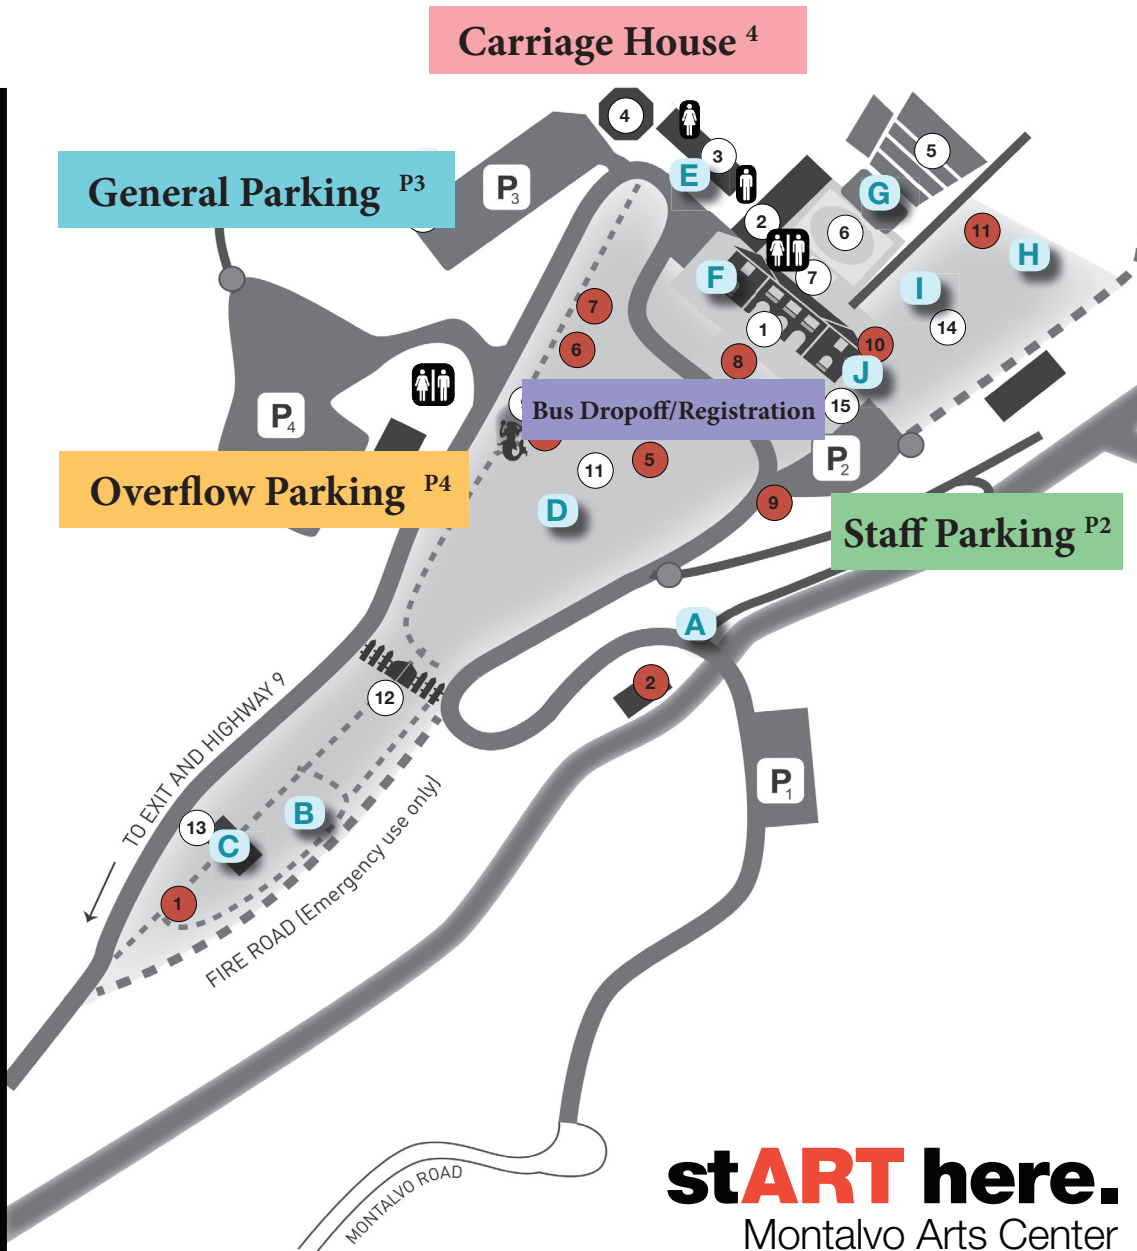 Carriage House 4
4
3
5
General Parking P3
P3
E
G
2
6
11
H
F
7
I
7
1
14
10
6
8
J
Bus Dropoff/Registration
15
P4
P2
11
5
Overflow Parking P4
9
D
Staff Parking P2
A
2
12
TO EXIT AND HIGHWAY 9
P1
B
13
C
1
FIRE ROAD (Emergency use only)
MONTALVO ROAD
stART here.
Montalvo Arts Center